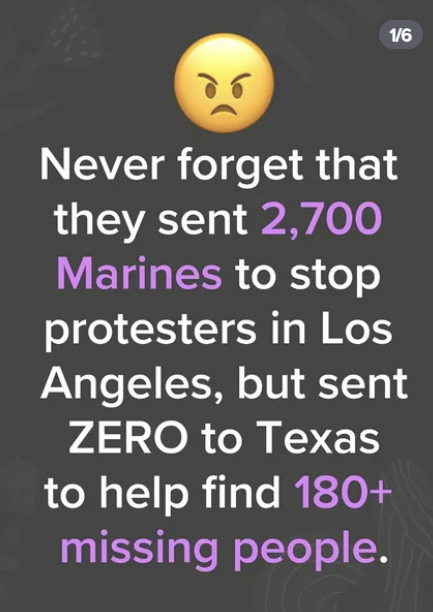 1/6
Never forget that
they sent 2,700
Marines to stop
protesters in Los
Angeles, but sent
ZERO to Texas
to help find 180+
missing people.